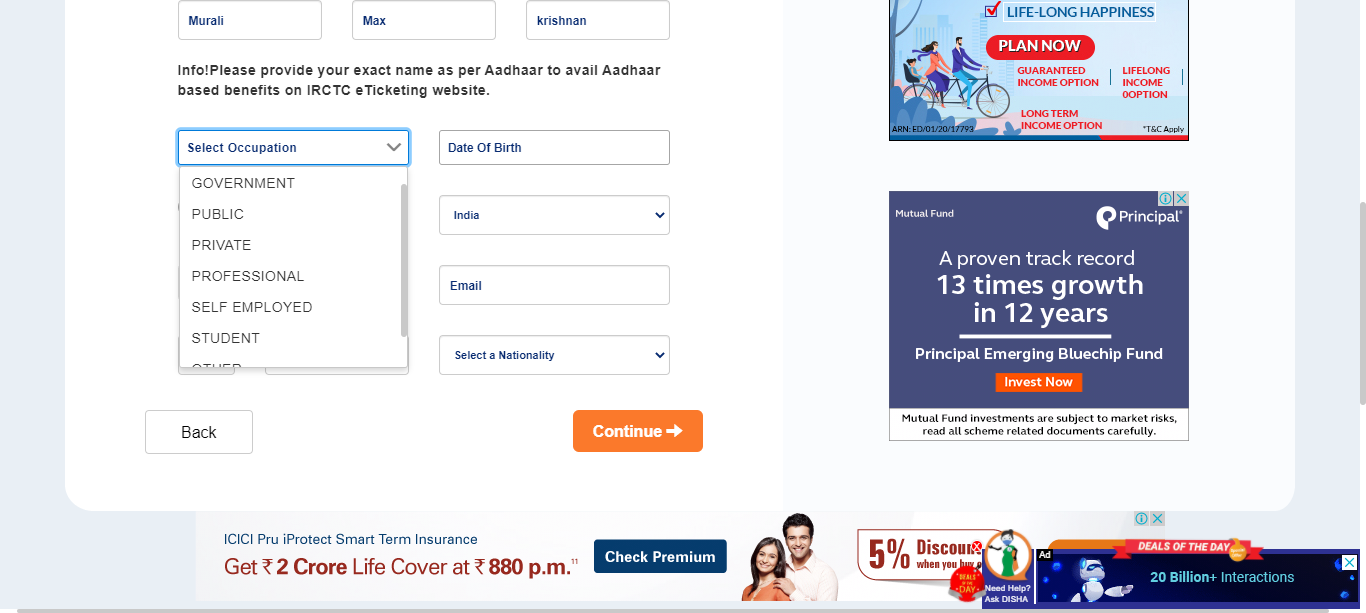 Murali
Max
krishnan
Info!Please provide your exact name as per Aadhaar to avail Aadhaar
based benefits on IRCTC eTicketing website.
Select Occupation
Date Of Birth
GOVERNMENT
PUBLIC
PRIVATE
PROFESSIONAL
SELF EMPLOYED
STUDENT
OTHER
India
Email
Select a Nationality
Back
Continue
LIFE-LONG HAPPINESS
PLAN NOW
GUARANTEED
INCOME OPTION
LIFELONG
INCOME
0OPTION
LONG TERM
INCOME OPTION
ARN: ED/01/20/17793
*T&C Apply
Mutual Fund
Principal®
A proven track record
13 times growth
in 12 years
Principal Emerging Bluechip Fund
Invest Now
Mutual Fund investments are subject to market risks,
read all scheme related documents carefully.
ICICI Pru iProtect Smart Term Insurance
Get ₹ 2 Crore Life Cover at ₹ 880 p.m.11
Check Premium
5% Discoun
when you buy
DEALS OF THE DAY
Need Help?
Ask DISHA
Ad
DEALS OF THE DAY
20 Billion+ Interactions